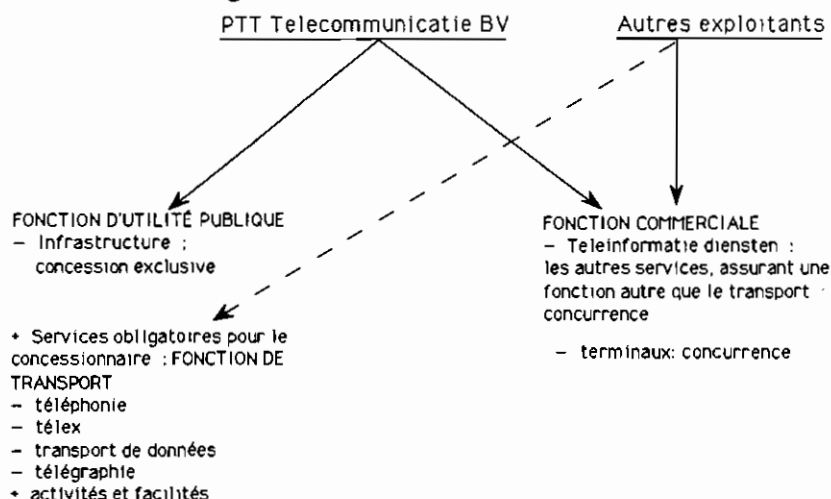 PTT Telecommunicatie BV
Autres exploitants
FONCTION D'UTILITÉ PUBLIQUE
- Infrastructure :
concession exclusive
+ Services obligatoires pour le
concessionnaire : FONCTION DE
TRANSPORT
- téléphonie
- télex
- transport de données
- télégraphie
+ activités et facilités
FONCTION COMMERCIALE
- Teleinformatie diensten :
les autres services, assurant une
fonction autre que le transport :
concurrence
- terminaux: concurrence